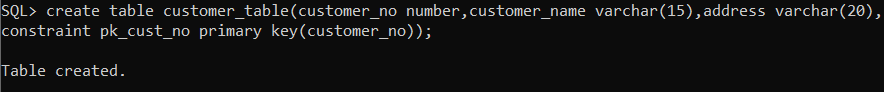 SQL> create table customer_table(customer_no number,customer_name varchar(15),address varchar(20),
constraint pk_cust_no primary key(customer_no));
Table created.